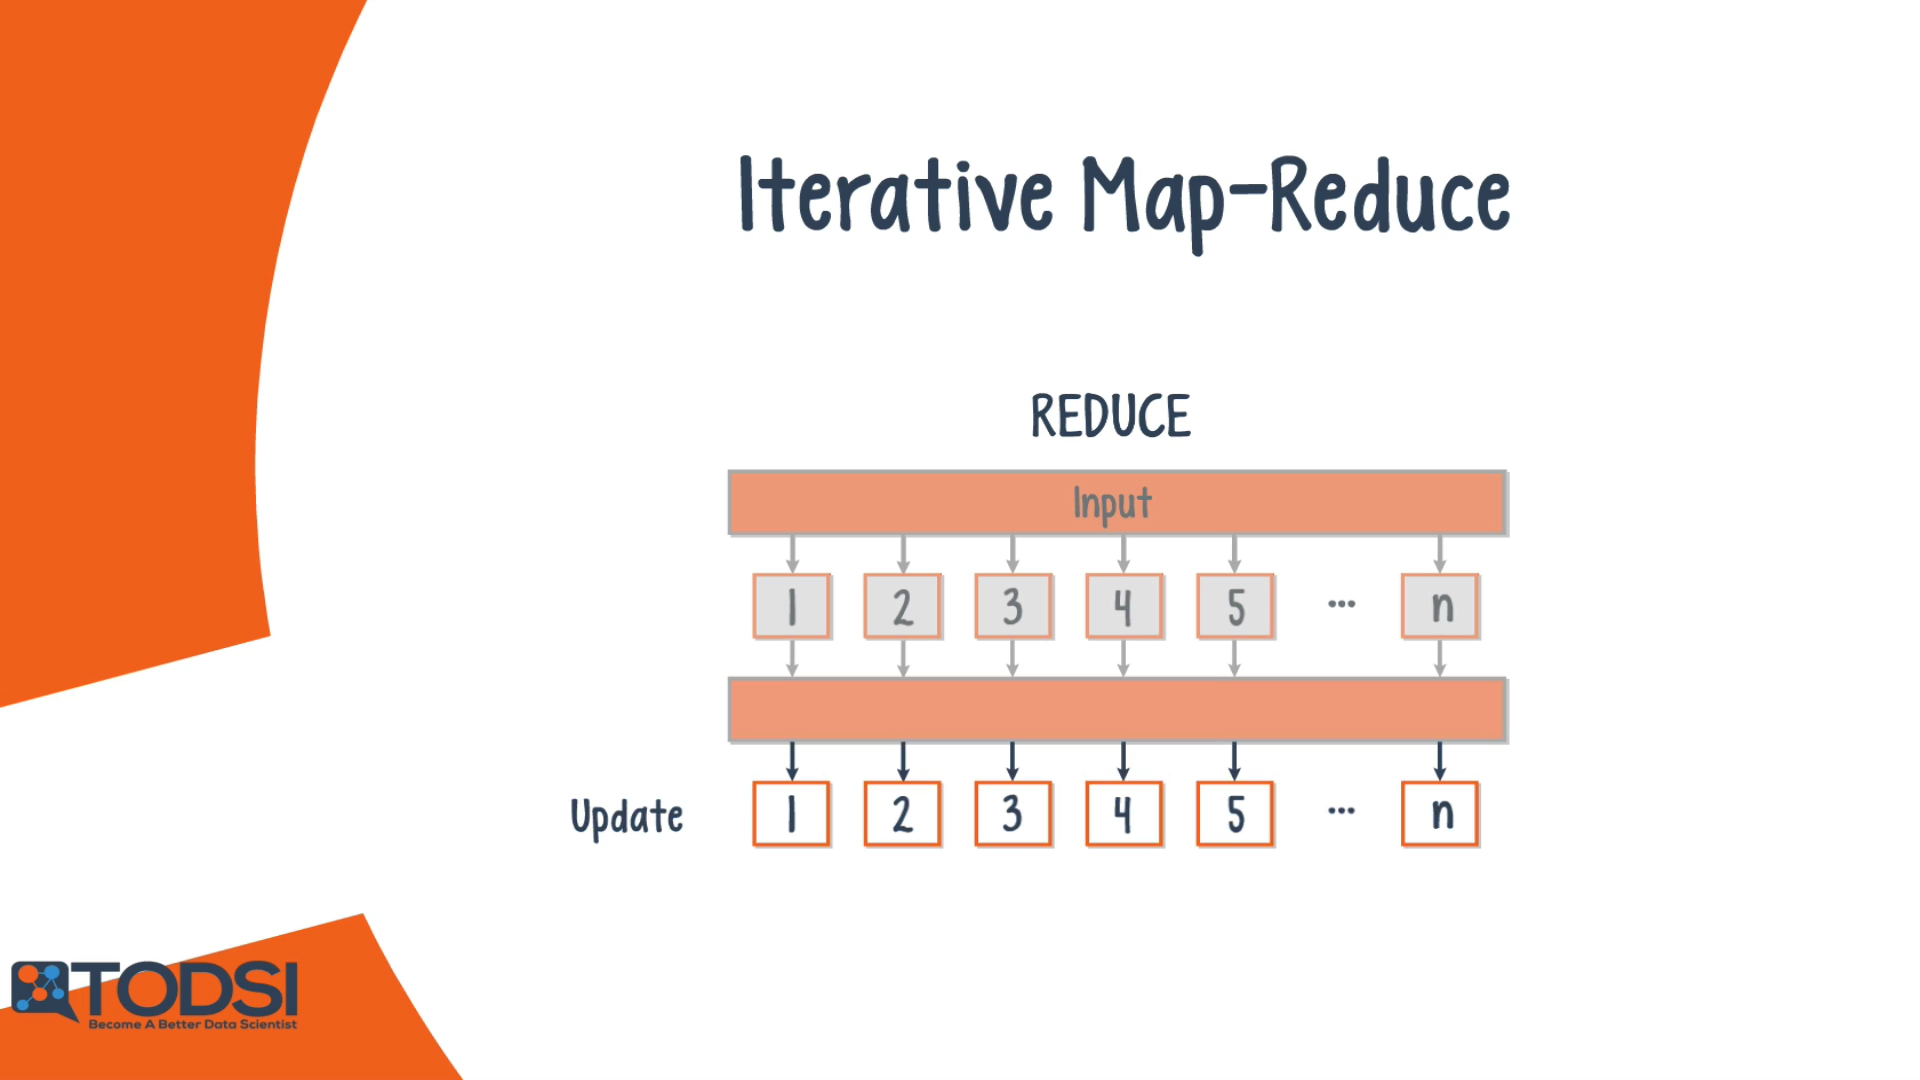 Iterative Map-Reduce
REDUCE
Input
1 2 3 4 5 ... n
Update 1 2 3 4 5 ... n
TODSI
Become A Better Data Scientist